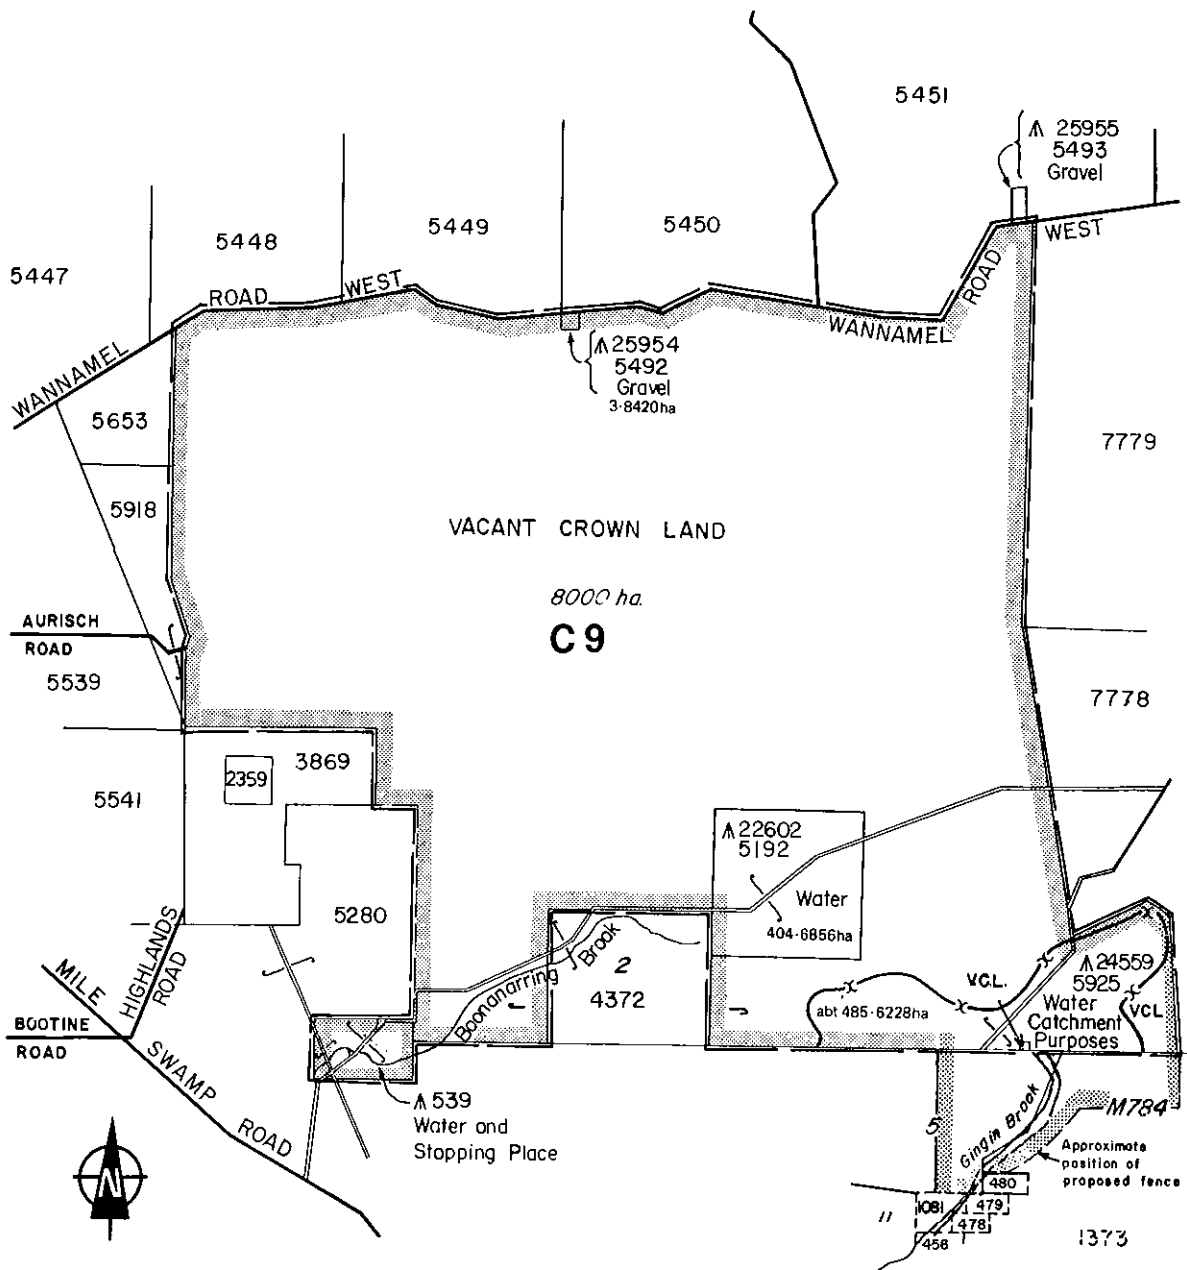 5451
25955
5493
Gravel
5450
5449
5448
5447
WEST
ROAD
WANNAMEL
ROAD
WEST
WANNAMEL
25954
5492
Gravel
3·8420ha
5653
7779
5918
VACANT CROWN LAND
8000 ha.
C9
AURISCH
ROAD
5539
7778
3869
2359
5541
22602
5192
Water
404·6856ha
5280
HIGHLANDS
ROAD
Boonanarring Brook
2
4372
24559
5925
Water
Catchment
Purposes
V.C.L.
VCL
abt 485·6228ha
MILE
SWAMP
ROAD
BOOTINE
ROAD
539
Water and
Stopping Place
N
5
Gingin Brook
M784
Approximate
position of
proposed fence
480
1081
479
478
456
11
1373